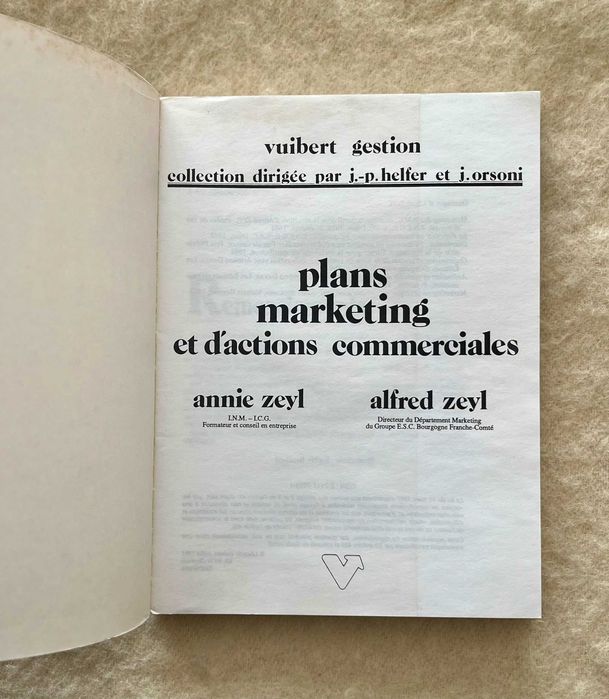 vuibert gestion
collection dirigée par j.-p. helfer et j. orsoni
plans
marketing
et d'actions commerciales
annie zeyl
I.N.M. – I.C.G.
Formateur et conseil en entreprise
alfred zeyl
Directeur du Département Marketing
du Groupe E.S.C. Bourgogne Franche-Comté